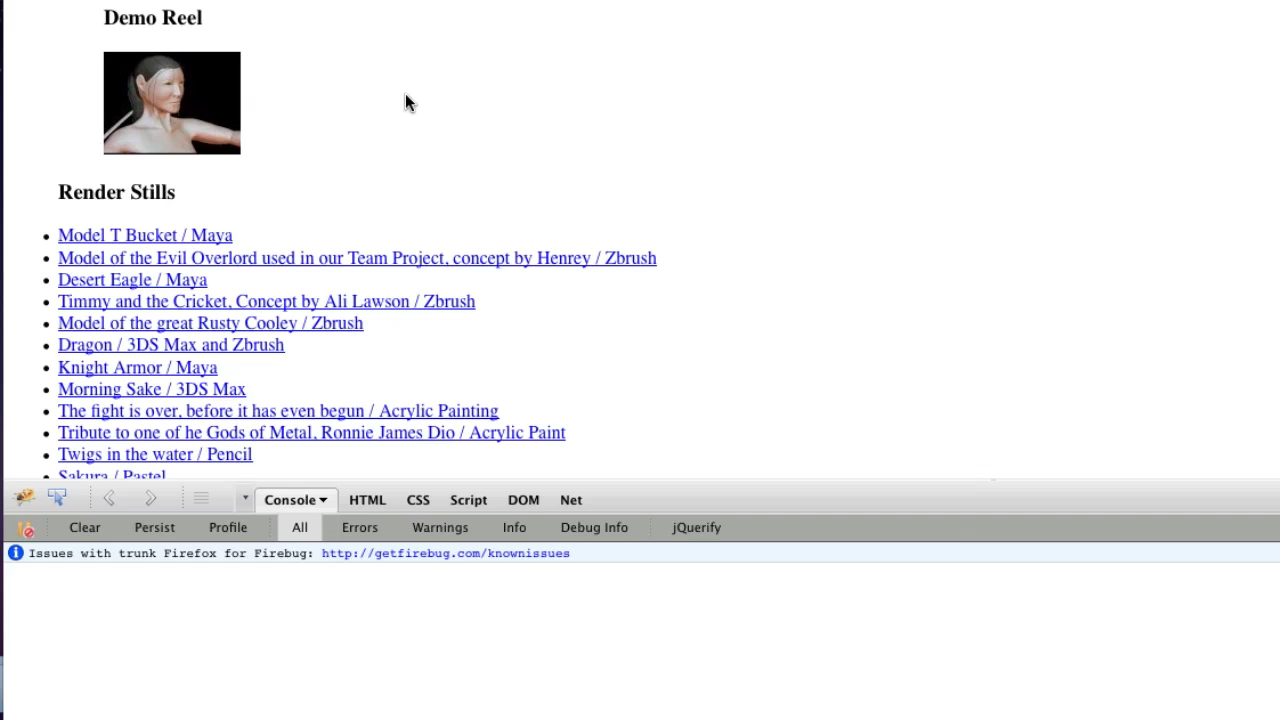 Demo Reel
Render Stills
Model T Bucket / Maya
Model of the Evil Overlord used in our Team Project, concept by Henrey / Zbrush
Desert Eagle / Maya
Timmy and the Cricket, Concept by Ali Lawson / Zbrush
Model of the great Rusty Cooley / Zbrush
Dragon / 3DS Max and Zbrush
Knight Armor / Maya
Morning Sake / 3DS Max
The fight is over, before it has even begun / Acrylic Painting
Tribute to one of he Gods of Metal, Ronnie James Dio / Acrylic Paint
Twigs in the water / Pencil
Sakura / Pastel
Console HTML CSS Script DOM Net
Clear Persist Profile All Errors Warnings Info Debug Info jQuerify
Issues with trunk Firefox for Firebug: http://getfirebug.com/knownissues